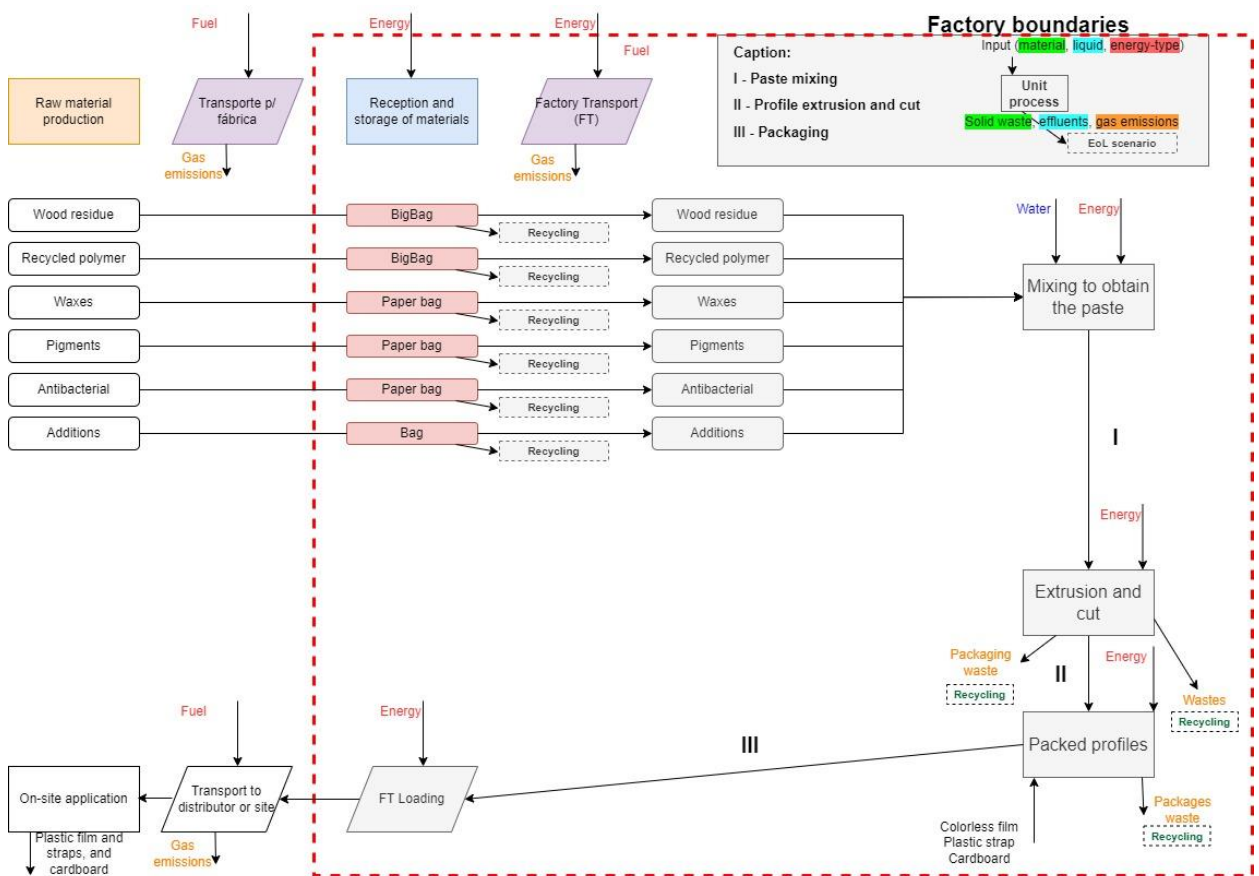 Factory boundaries
Fuel
Energy
Energy
Fuel
Caption:
I - Paste mixing
II - Profile extrusion and cut
III - Packaging
Input (material, liquid, energy-type)
Unit
process
Solid waste, effluents, gas emissions
EoL scenario
Raw material
production
Transporte p/
fábrica
Reception and
storage of materials
Factory Transport
(FT)
Gas
emissions
Gas
emissions
Wood residue
BigBag
Recycling
Wood residue
Recycled polymer
BigBag
Recycling
Recycled polymer
Waxes
Paper bag
Recycling
Waxes
Pigments
Paper bag
Recycling
Pigments
Antibacterial
Paper bag
Recycling
Antibacterial
Additions
Bag
Recycling
Additions
Water
Energy
Mixing to obtain
the paste
I
Energy
Extrusion and
cut
Packaging
waste
Recycling
II
Energy
Wastes
Recycling
Packed profiles
Colorless film
Plastic strap
Cardboard
Packages
waste
Recycling
III
Energy
FT Loading
Fuel
Transport to
distributor or site
Gas
emissions
On-site application
Plastic film and
straps, and
cardboard